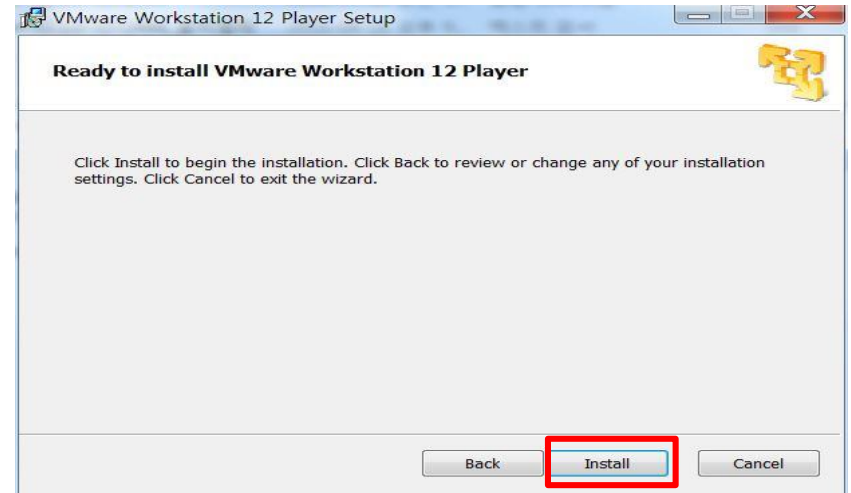 VMware Workstation 12 Player Setup
Ready to install VMware Workstation 12 Player
Click Install to begin the installation. Click Back to review or change any of your installation
settings. Click Cancel to exit the wizard.
Back Install Cancel